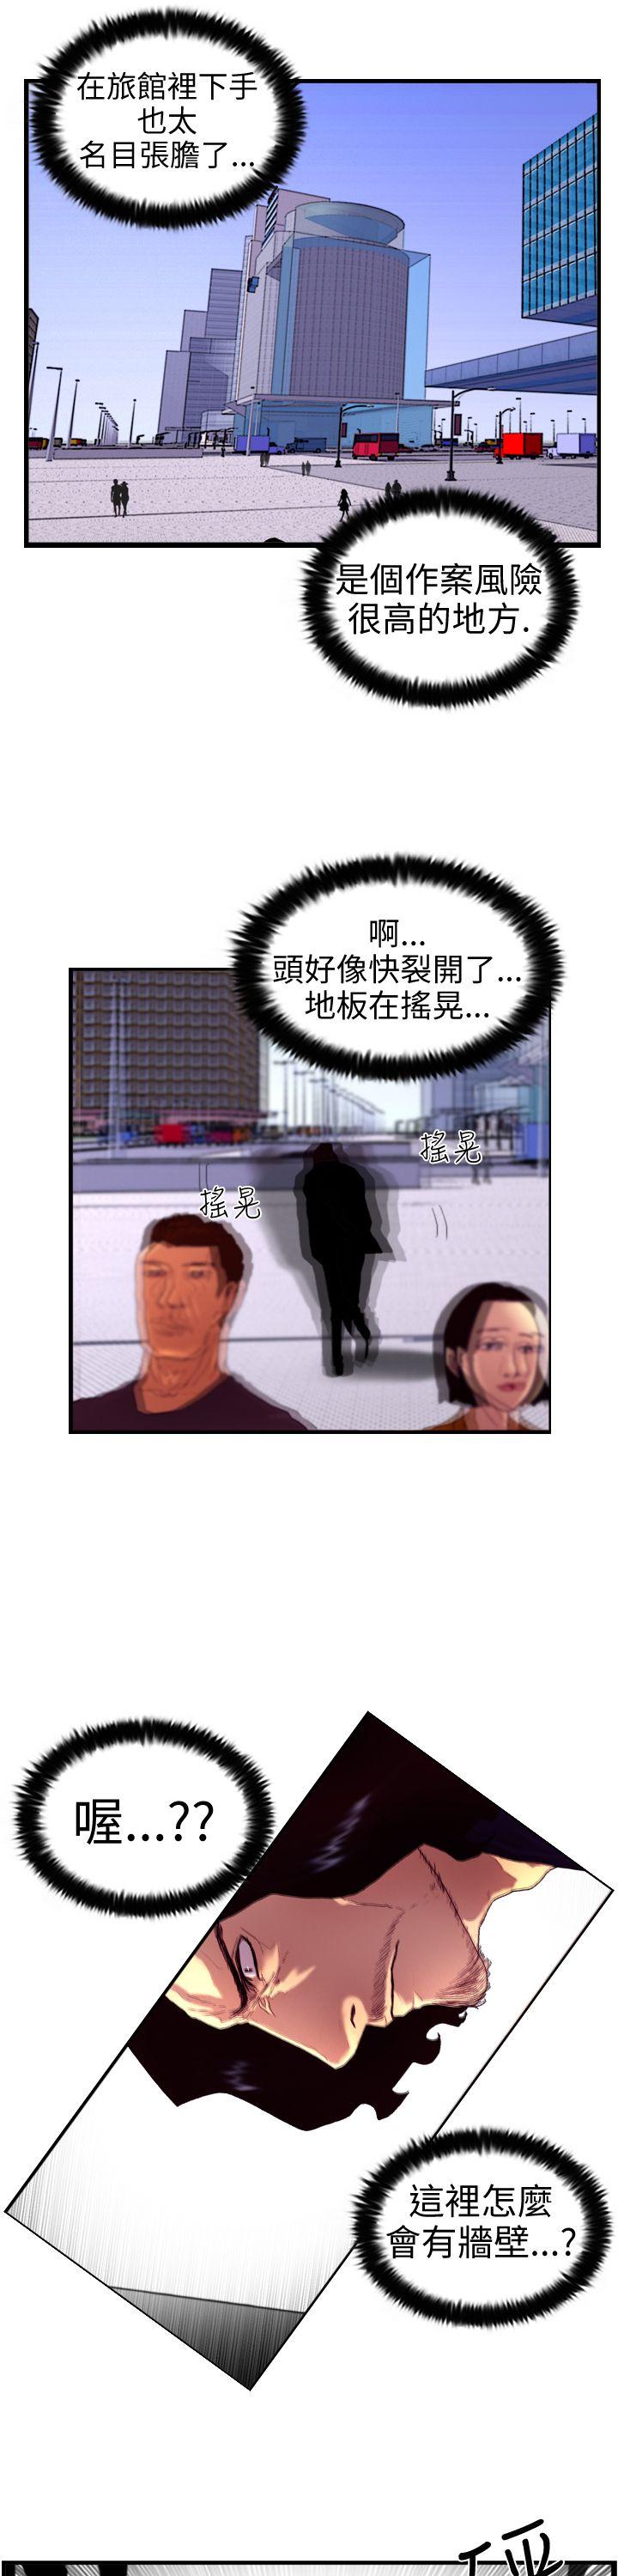 在旅館裡下手
也太
名目張膽了...
是個作案風險
很高的地方.
啊...
頭好像快裂開了...
地板在搖晃...
搖晃
搖晃
喔...??
這裡怎麼
會有牆壁...?